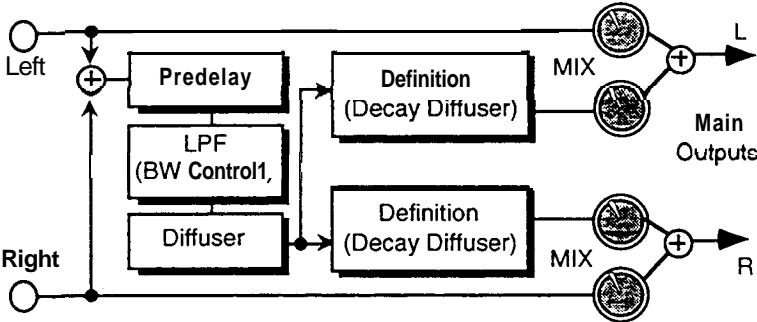 Left
Predelay
LPF
(BW Control1,
Diffuser
Right
Definition
(Decay Diffuser)
Definition
(Decay Diffuser)
MIX
MIX
L
Main
Outputs
R